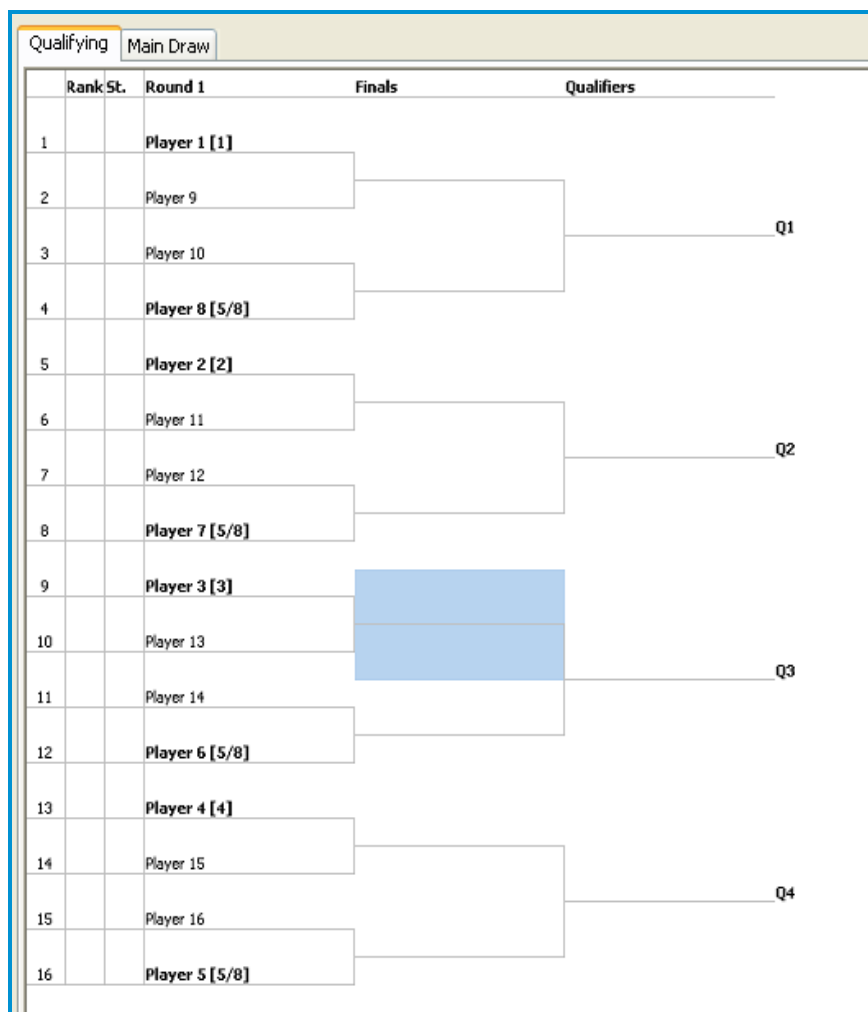 Qualifying Main Draw
Rank St. Round 1 Finals Qualifiers
1 Player 1 [1]
2 Player 9
Q1
3 Player 10
4 Player 8 [5/8]
5 Player 2 [2]
6 Player 11
Q2
7 Player 12
8 Player 7 [5/8]
9 Player 3 [3]
10 Player 13
Q3
11 Player 14
12 Player 6 [5/8]
13 Player 4 [4]
14 Player 15
Q4
15 Player 16
16 Player 5 [5/8]